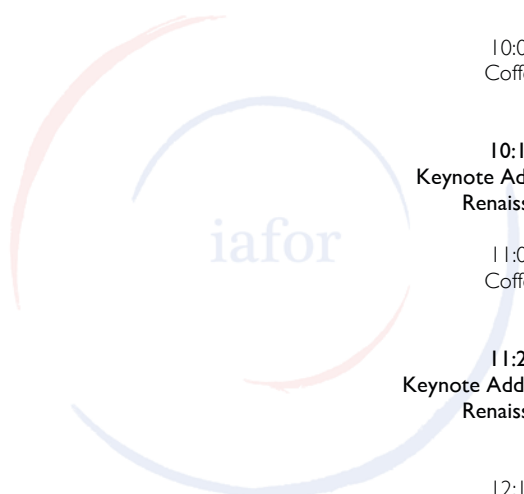 10:0
Coffe
10:1
Keynote Ad
Renaiss
iafor
11:0
Coffe
11:2
Keynote Add
Renaiss
12:1